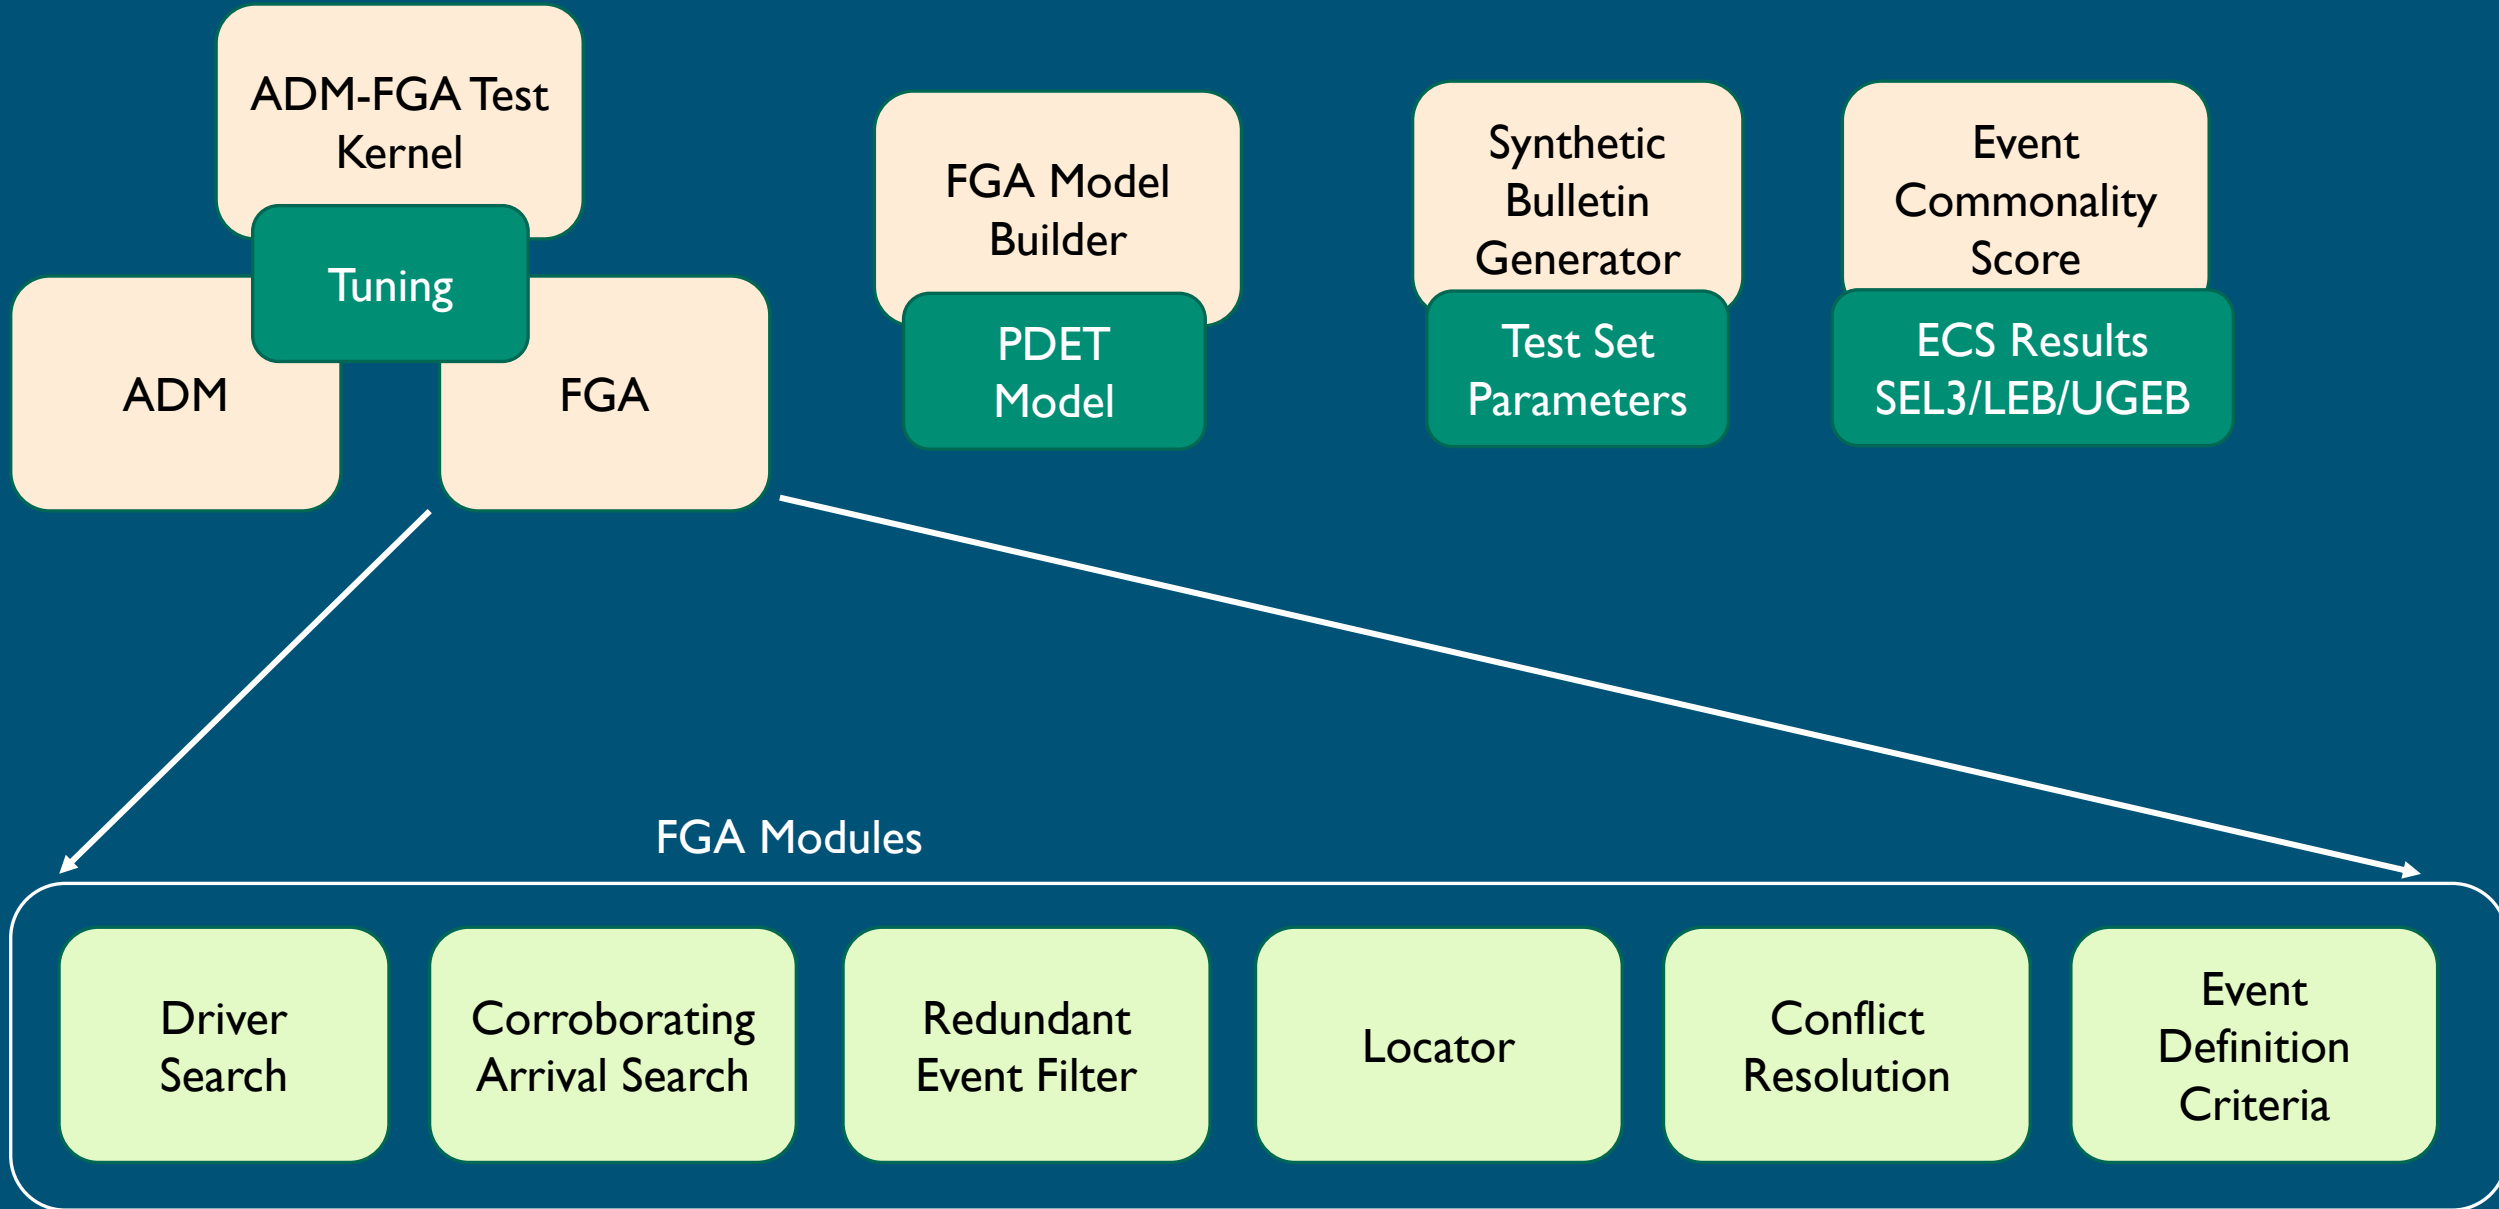 ADM-FGA Test
Kernel
Tuning
ADM
FGA
FGA Model
Builder
PDET
Model
Synthetic
Bulletin
Generator
Test Set
Parameters
Event
Commonality
Score
ECS Results
SEL3/LEB/UGEB
FGA Modules
Driver
Search
Corroborating
Arrival Search
Redundant
Event Filter
Locator
Conflict
Resolution
Event
Definition
Criteria